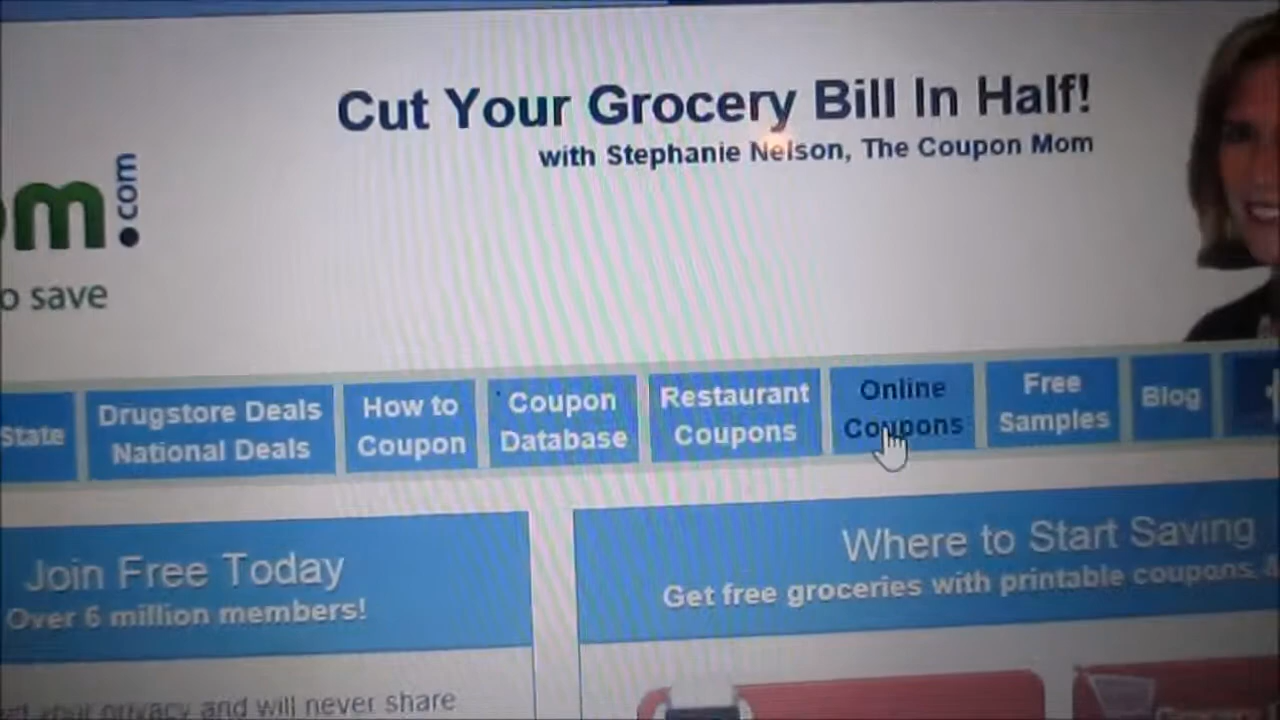 Cut Your Grocery Bill In Half!
with Stephanie Nelson, The Coupon Mom
om.com
o save
State
Drugstore Deals
National Deals
How to
Coupon
Coupon
Database
Restaurant
Coupons
Online
Coupons
Free
Samples
Blog
Join Free Today
Over 6 million members!
Where to Start Saving
Get free groceries with printable coupons
privacy and will never share